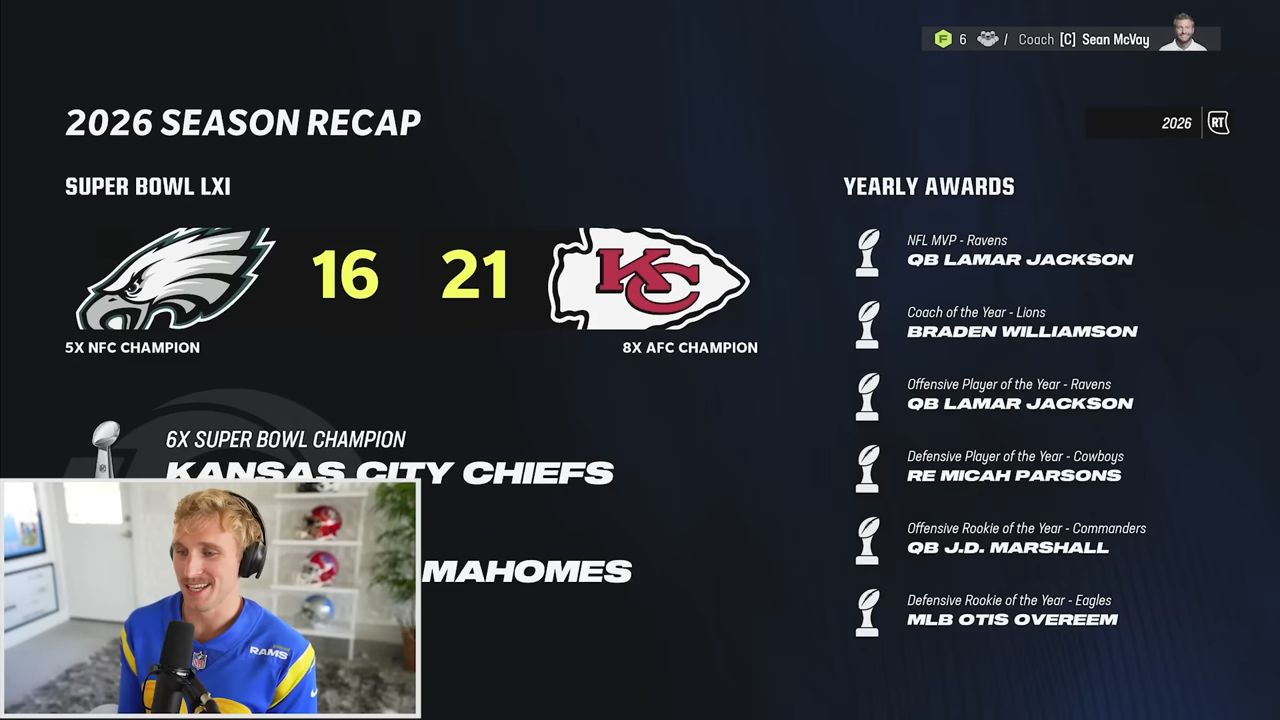 6 / Coach [C] Sean McVay
2026 SEASON RECAP
2026 RT
SUPER BOWL LXI
16 21
KC
5X NFC CHAMPION
8X AFC CHAMPION
6X SUPER BOWL CHAMPION
KANSAS CITY CHIEFS
MAHOMES
YEARLY AWARDS
NFL MVP - Ravens
QB LAMAR JACKSON
Coach of the Year - Lions
BRADEN WILLIAMSON
Offensive Player of the Year - Ravens
QB LAMAR JACKSON
Defensive Player of the Year - Cowboys
RE MICAH PARSONS
Offensive Rookie of the Year - Commanders
QB J.D. MARSHALL
Defensive Rookie of the Year - Eagles
MLB OTIS OVEREEM
RAMS